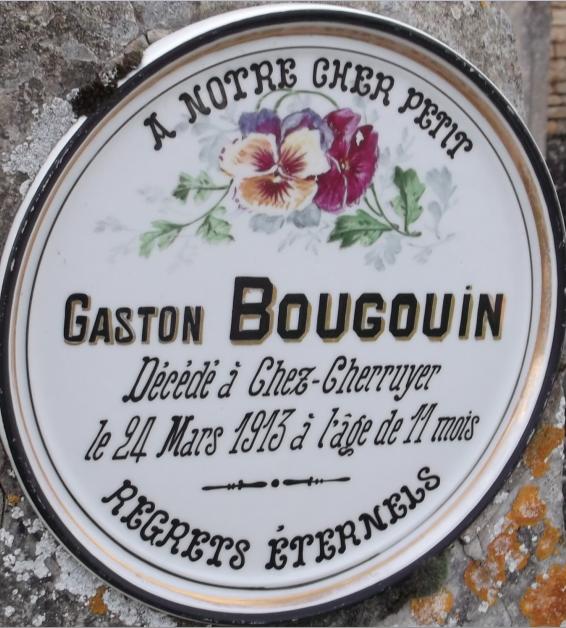 A NOTRE CHER PETIT
GASTON BOUGOUIN
Décédé à Chez-Cherruyer
le 24 Mars 1913 à l'âge de 11 mois
REGRETS ÉTERNELS